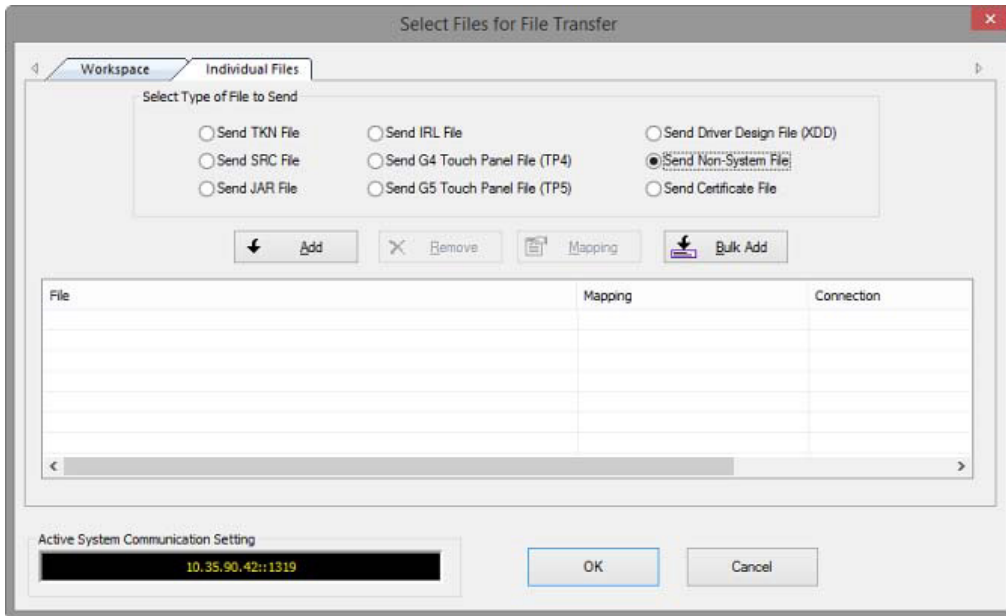 Select Files for File Transfer
Workspace
Individual Files
Select Type of File to Send
Send TKN File
Send IRL File
Send Driver Design File (XDD)
Send SRC File
Send G4 Touch Panel File (TP4)
Send Non-System File
Send JAR File
Send G5 Touch Panel File (TP5)
Send Certificate File
Add
Remove
Mapping
Bulk Add
File
Mapping
Connection
Active System Communication Setting
10.35.90.42::1319
OK
Cancel